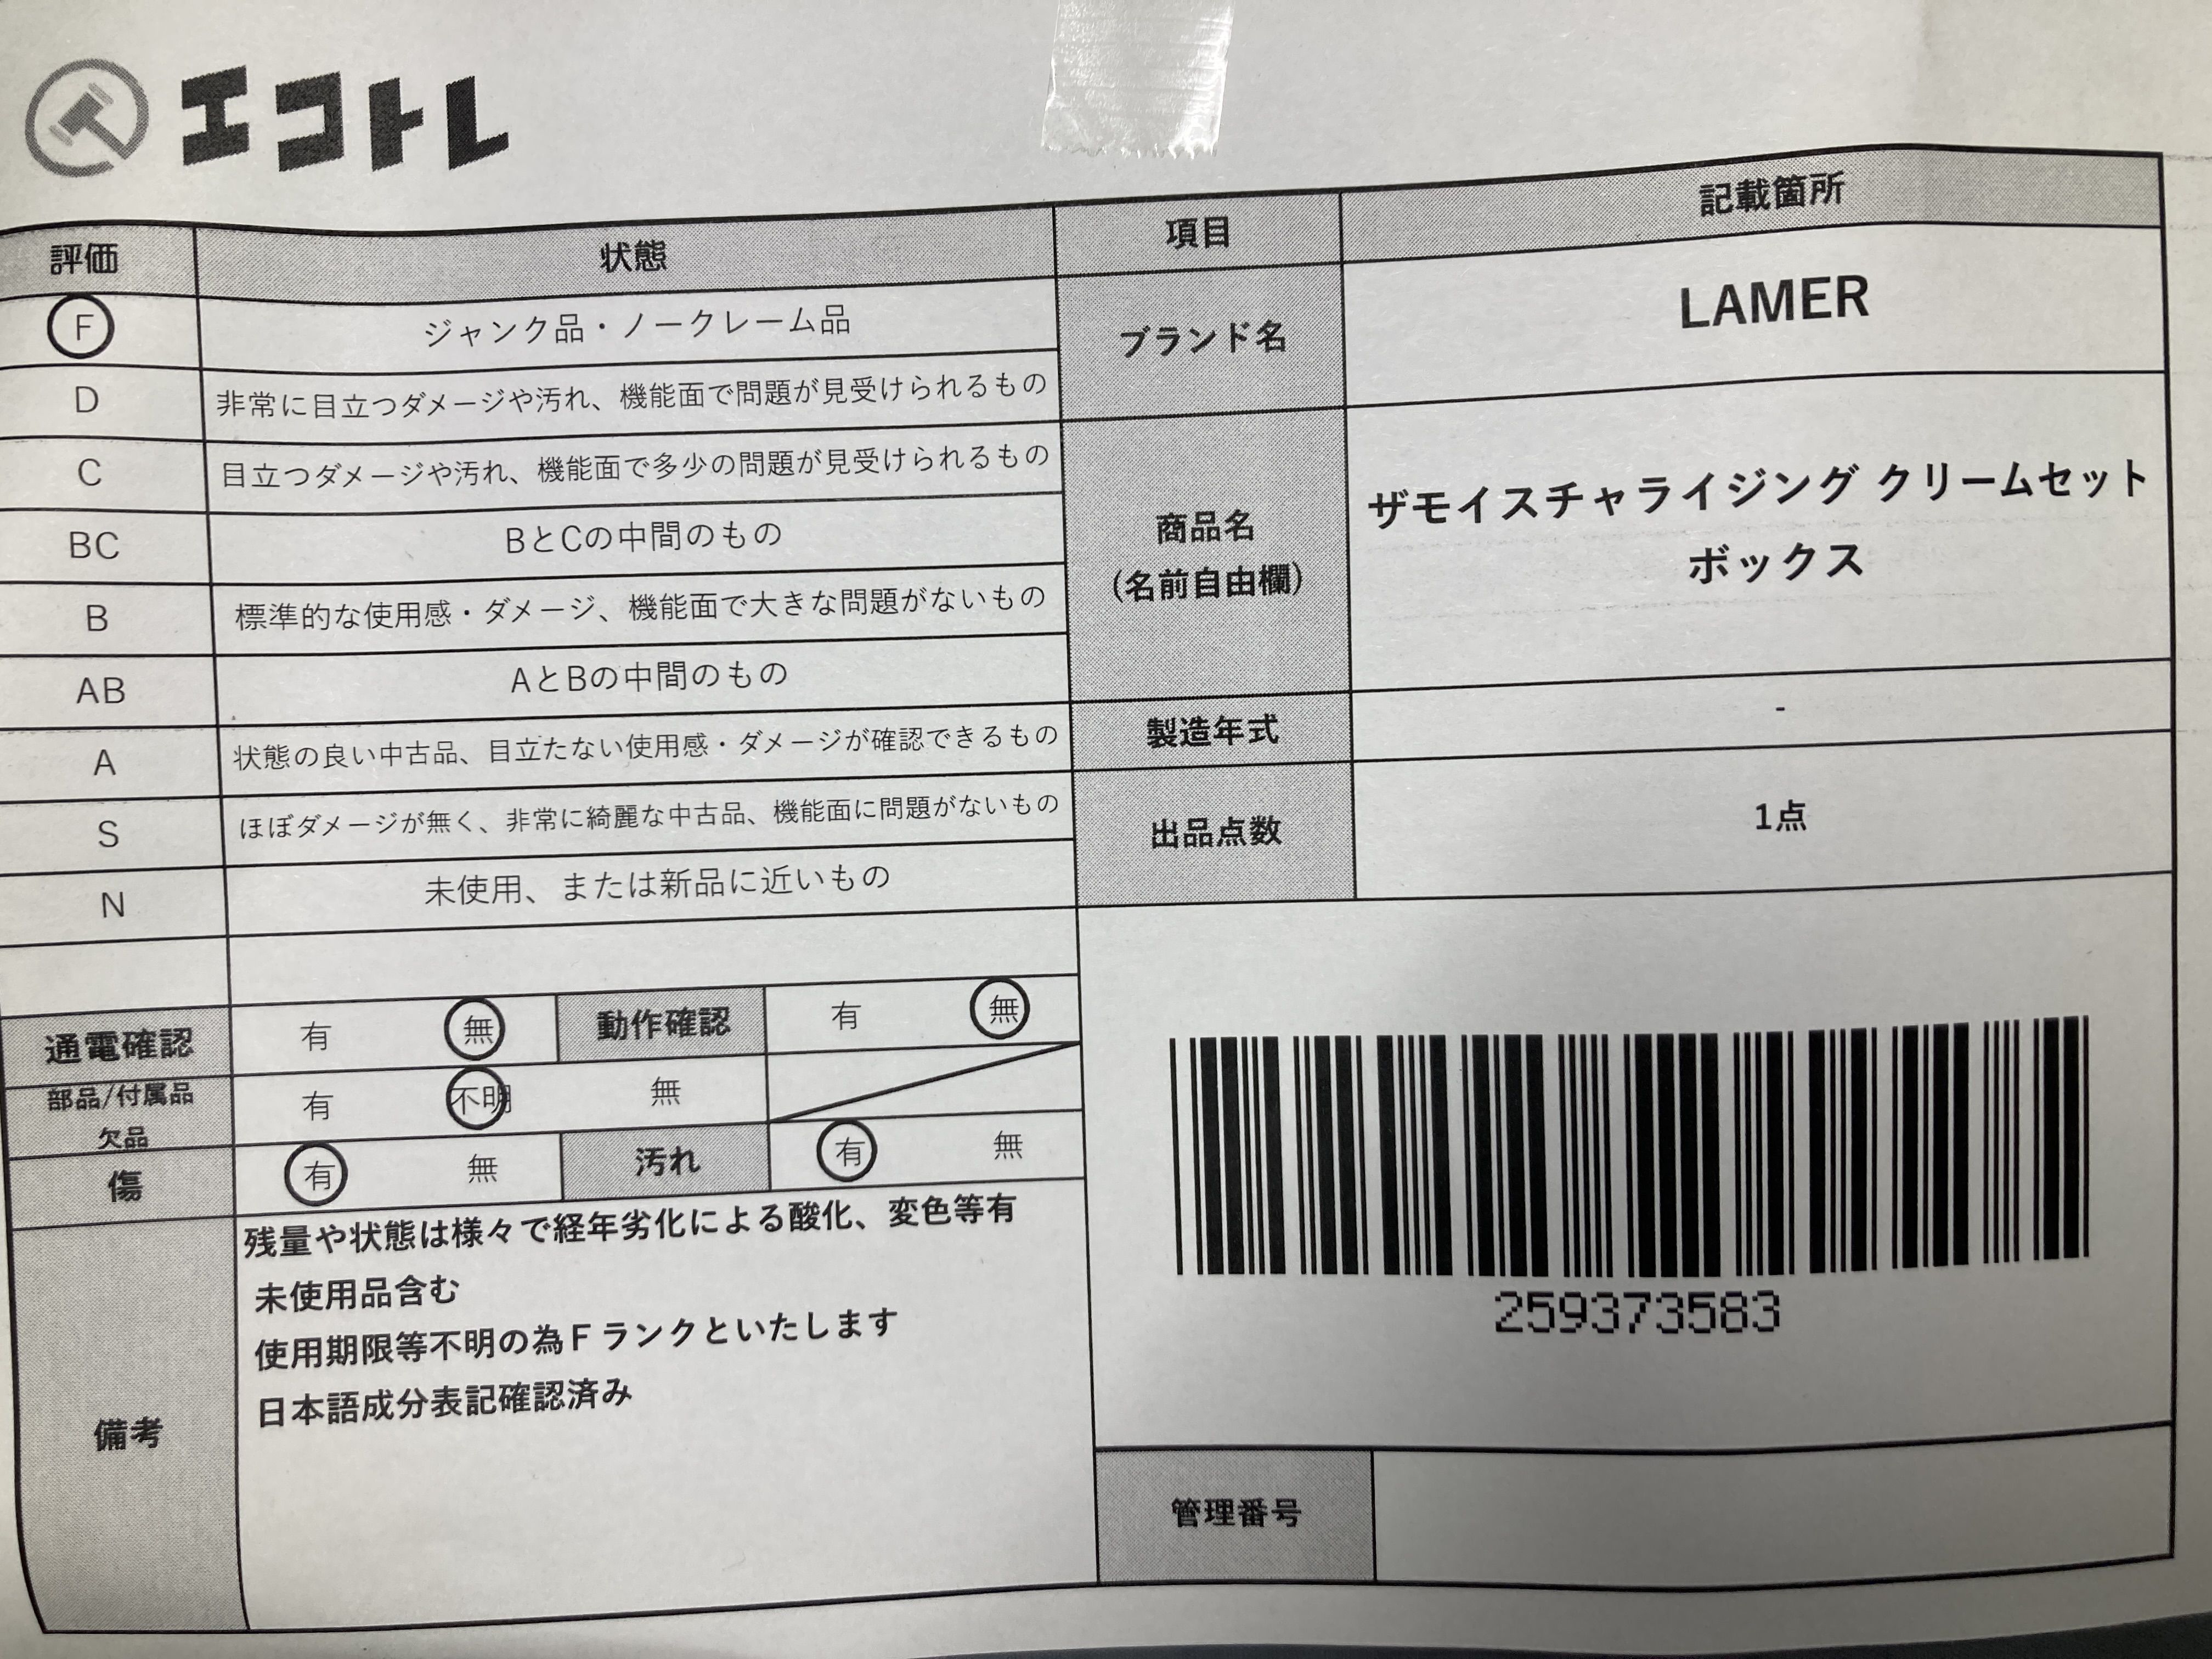 エコトレ
評価 状態 項目 記載箇所
F ジャンク品・ノークレーム品
D 非常に目立つダメージや汚れ、機能面で問題が見受けられるもの
C 目立つダメージや汚れ、機能面で多少の問題が見受けられるもの
BC BとCの中間のもの
B 標準的な使用感・ダメージ、機能面で大きな問題がないもの
AB AとBの中間のもの
A 状態の良い中古品、目立たない使用感・ダメージが確認できるもの
S ほぼダメージが無く、非常に綺麗な中古品、機能面に問題がないもの
N 未使用、または新品に近いもの
ブランド名 LAMER
商品名
(名前自由欄)
ザモイスチャライジング クリームセット
ボックス
製造年式 -
出品点数 1点
通電確認 有 無 動作確認 有 無
部品/付属品
欠品
有 不明 無
傷 有 無 汚れ 有 無
備考
残量や状態は様々で経年劣化による酸化、変色等有
未使用品含む
使用期限等不明の為F ランクといたします
日本語成分表記確認済み
259373583
管理番号